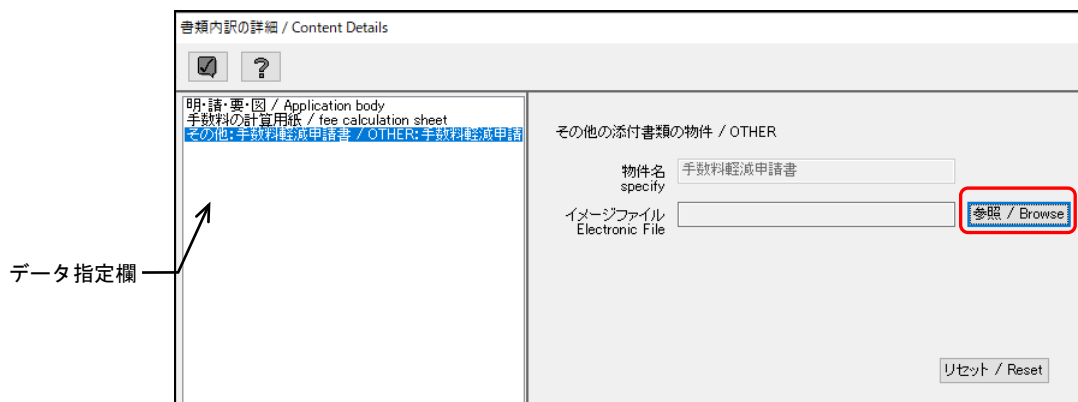 書類内訳の詳細 / Content Details
明・請・要・図 / Application body
手数料の計算用紙 / fee calculation sheet
その他:手数料軽減申請書 / OTHER:手数料軽減申請
その他の添付書類の物件 / OTHER
物件名 手数料軽減申請書
specify
イメージファイル 参照 / Browse
Electronic File
データ指定欄
リセット / Reset